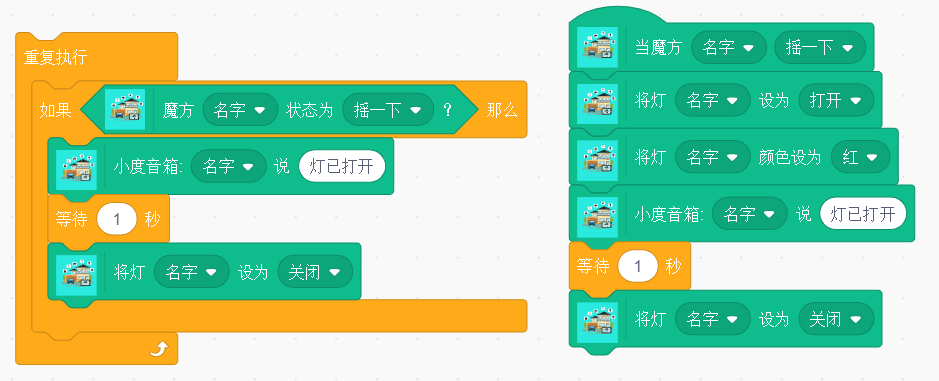 重复执行
如果 魔方 名字 状态为 摇一下 ? 那么
小度音箱: 名字 说 灯已打开
等待 1 秒
将灯 名字 设为 关闭
当魔方 名字 摇一下
将灯 名字 设为 打开
将灯 名字 颜色设为 红
小度音箱: 名字 说 灯已打开
等待 1 秒
将灯 名字 设为 关闭